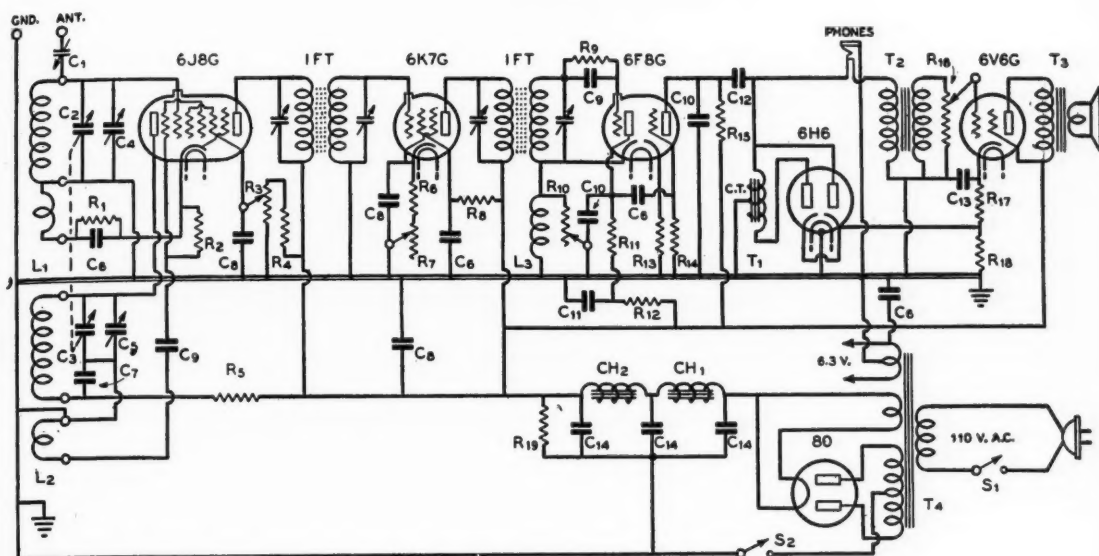 GND.
ANT.
C1
6J8G
IFT
6K7G
IFT
R9
6F8G
PHONES
T2
R16
6V6G
T3
C2
C4
C9
C10
C12
R15
6H6
R1
C6
R2
R3
C8
R4
C8
R6
R7
R8
C6
R10
C10
C6
R11
R13
R14
C.T.
T1
C13
R17
R18
L1
L3
C11
R12
C6
C3
C5
C7
C9
C8
6.3 V.
R5
CH2
CH1
R19
C14
C14
C14
80
110 V. A.C.
S1
L2
T4
S2